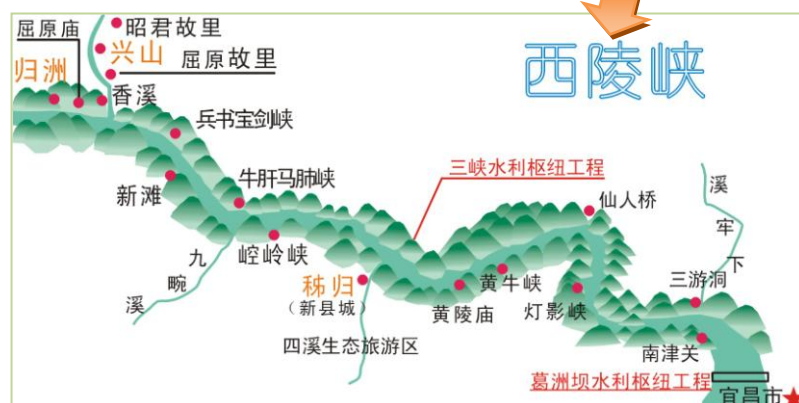 屈原庙
昭君故里
兴山
屈原故里
归洲
香溪
西陵峡
兵书宝剑峡
新滩
牛肝马肺峡
三峡水利枢纽工程
仙人桥
溪牢下
崆岭峡
九畹溪
秭归
（新县城）
黄牛峡
黄陵庙
灯影峡
三游洞
四溪生态旅游区
南津关
葛洲坝水利枢纽工程
宜昌市